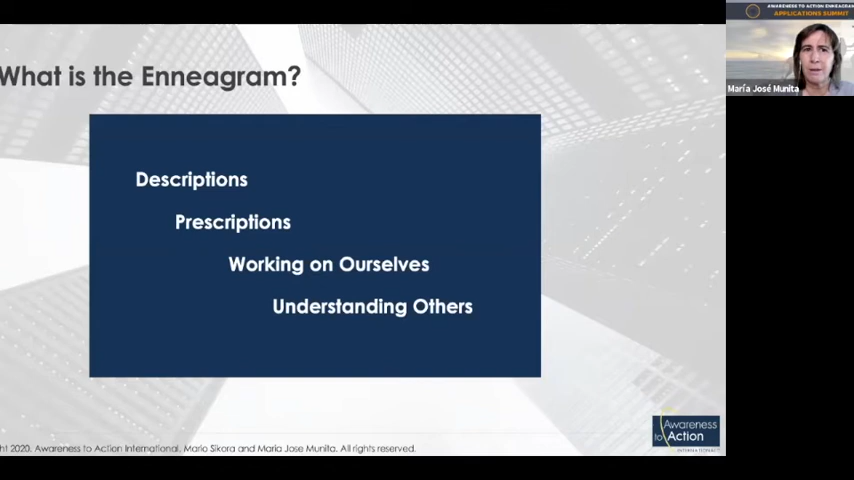 What is the Enneagram?
Descriptions
Prescriptions
Working on Ourselves
Understanding Others
ht 2020. Awareness to Action International, Mario Sikora and Maria Jose Munita. All rights reserved.
Awareness
to Action
INTERNATIONAL
AWARENESS TO ACTION ENNEAGRAM
APPLICATIONS SUMMIT
María José Munita